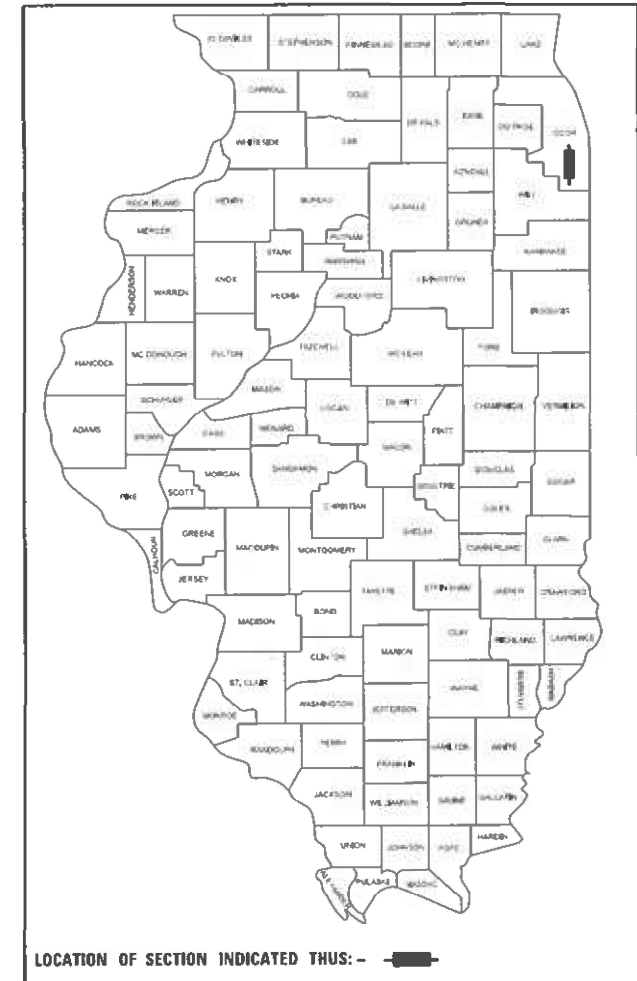 STEPHENSON
WINNEBAGO
BOONE
MC HENRY
LAKE
CARROLL
OGLE
DE KALB
KANE
DU PAGE
COOK
WHITESIDE
LEE
KENDALL
WILL
ROCK ISLAND
HENRY
BUREAU
LA SALLE
GRUNDY
MERCER
PUTNAM
KANKAKEE
STARK
MARSHALL
HENDERSON
WARREN
KNOX
PEORIA
WOODFORD
LIVINGSTON
IROQUOIS
HANCOCK
MC DONOUGH
FULTON
TAZEWELL
MC LEAN
FORD
SCHUYLER
MASON
LOGAN
DE WITT
CHAMPAIGN
VERMILION
ADAMS
BROWN
CASS
MENARD
MACON
PIATT
PIKE
SCOTT
MORGAN
SANGAMON
CHRISTIAN
MOULTRIE
DOUGLAS
EDGAR
COLES
CALHOUN
GREENE
MACOUPIN
MONTGOMERY
SHELBY
CUMBERLAND
CLARK
JERSEY
FAYETTE
EFFINGHAM
JASPER
CRAWFORD
MADISON
BOND
CLAY
RICHLAND
LAWRENCE
CLINTON
MARION
ST. CLAIR
WAYNE
WABASH
WASHINGTON
JEFFERSON
MONROE
RANDOLPH
PERRY
HAMILTON
WHITE
FRANKLIN
JACKSON
WILLIAMSON
SALINE
GALLATIN
UNION
JOHNSON
POPE
HARDIN
PULASKI
MASSAC
LOCATION OF SECTION INDICATED THUS: -